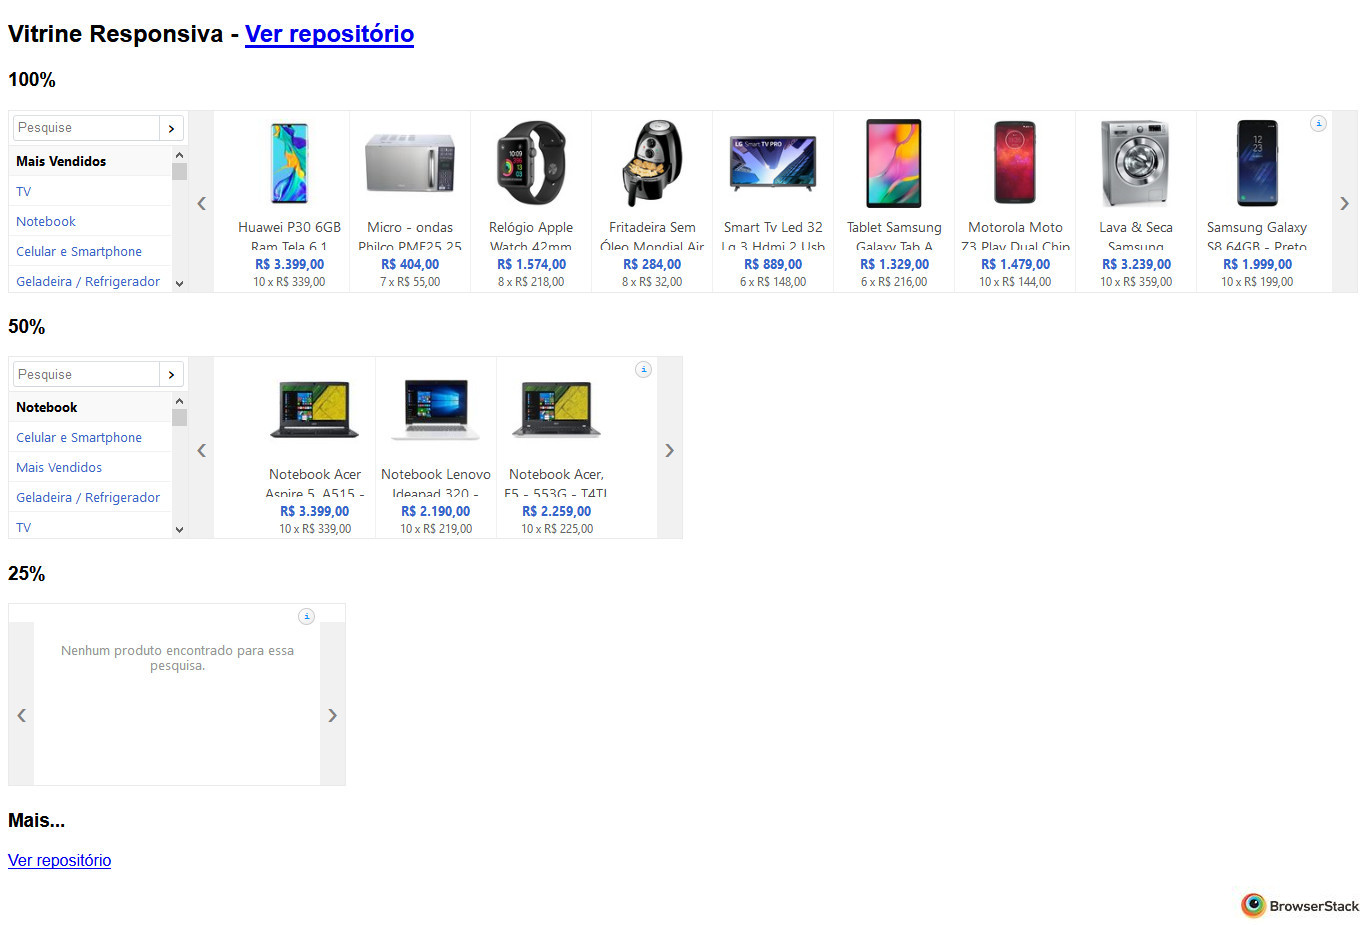 Vitrine Responsiva - Ver repositório
100%
Pesquise
Mais Vendidos
TV
Notebook
Celular e Smartphone
Geladeira / Refrigerador
Huawei P30 6GB
Ram Tela 6.1
R$ 3.399,00
10 x R$ 339,00
Micro - ondas
Philco PMF25 25
R$ 404,00
7 x R$ 55,00
Relógio Apple
Watch 42mm
R$ 1.574,00
8 x R$ 218,00
Fritadeira Sem
Óleo Mondial Air
R$ 284,00
8 x R$ 32,00
LG Smart TV PRO
Smart Tv Led 32
Lg 3 Hdmi 2 Usb
R$ 889,00
6 x R$ 148,00
Tablet Samsung
Galaxy Tab A
R$ 1.329,00
6 x R$ 216,00
Motorola Moto
Z3 Play Dual Chip
R$ 1.479,00
10 x R$ 144,00
Lava & Seca
Samsung
R$ 3.239,00
10 x R$ 359,00
12
23
Samsung Galaxy
S8 64GB - Preto
R$ 1.999,00
10 x R$ 199,00
i
50%
Pesquise
Notebook
Celular e Smartphone
Mais Vendidos
Geladeira / Refrigerador
TV
Notebook Acer
Aspire 5, A515 -
R$ 3.399,00
10 x R$ 339,00
Notebook Lenovo
Ideapad 320 -
R$ 2.190,00
10 x R$ 219,00
Notebook Acer,
E5 - 553G - T4TJ
R$ 2.259,00
10 x R$ 225,00
i
25%
i
Nenhum produto encontrado para essa
pesquisa.
Mais...
Ver repositório
BrowserStack